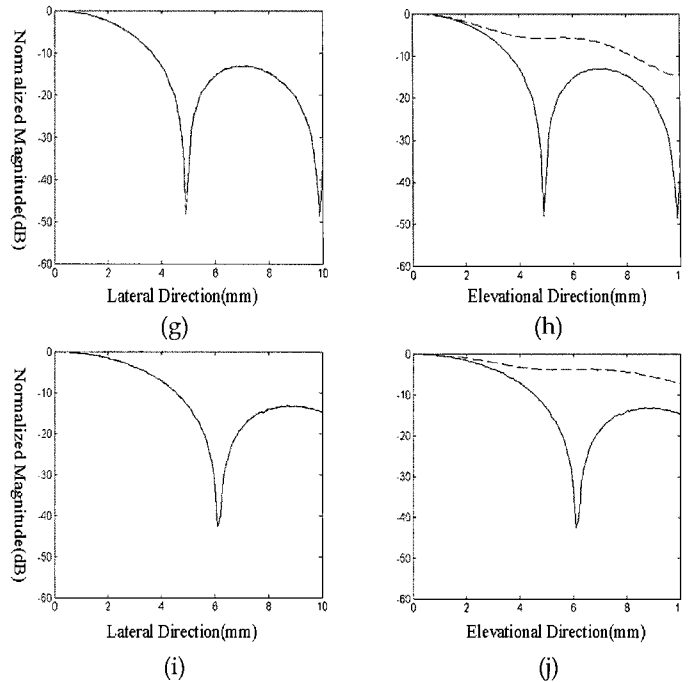 Normalized Magnitude(dB)
0
-10
-20
-30
-40
-50
-60
0 2 4 6 8 10
Lateral Direction(mm)
(g)
0
-10
-20
-30
-40
-50
-60
0 2 4 6 8 1
Elevational Direction(mm)
(h)
Normalized Magnitude(dB)
0
-10
-20
-30
-40
-50
-60
0 2 4 6 8 10
Lateral Direction(mm)
(i)
0
-10
-20
-30
-40
-50
-60
0 2 4 6 8 1
Elevational Direction(mm)
(j)